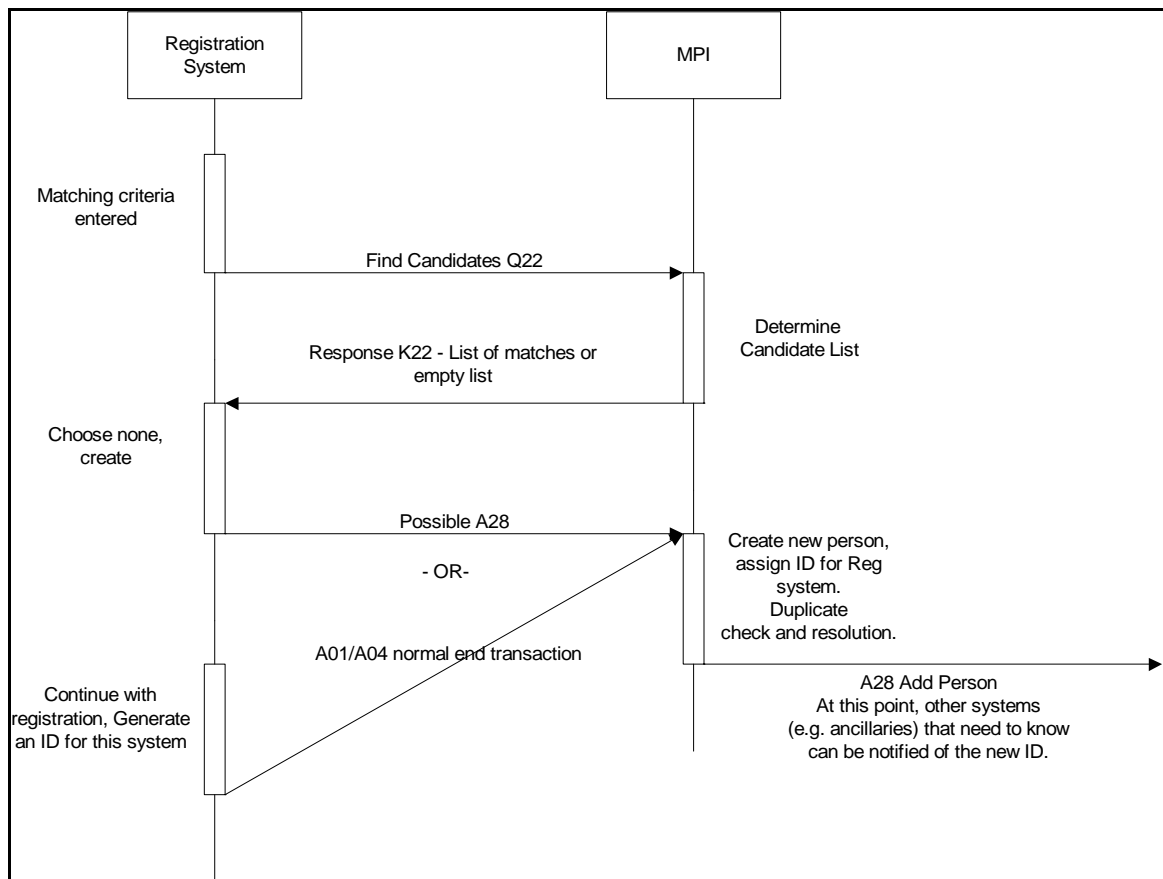 Registration
System
MPI
Matching criteria
entered
Find Candidates Q22
Determine
Candidate List
Response K22 - List of matches or
empty list
Choose none,
create
Possible A28
Create new person,
assign ID for Reg
system.
Duplicate
check and resolution.
- OR-
A01/A04 normal end transaction
Continue with
registration, Generate
an ID for this system
A28 Add Person
At this point, other systems
(e.g. ancillaries) that need to know
can be notified of the new ID.